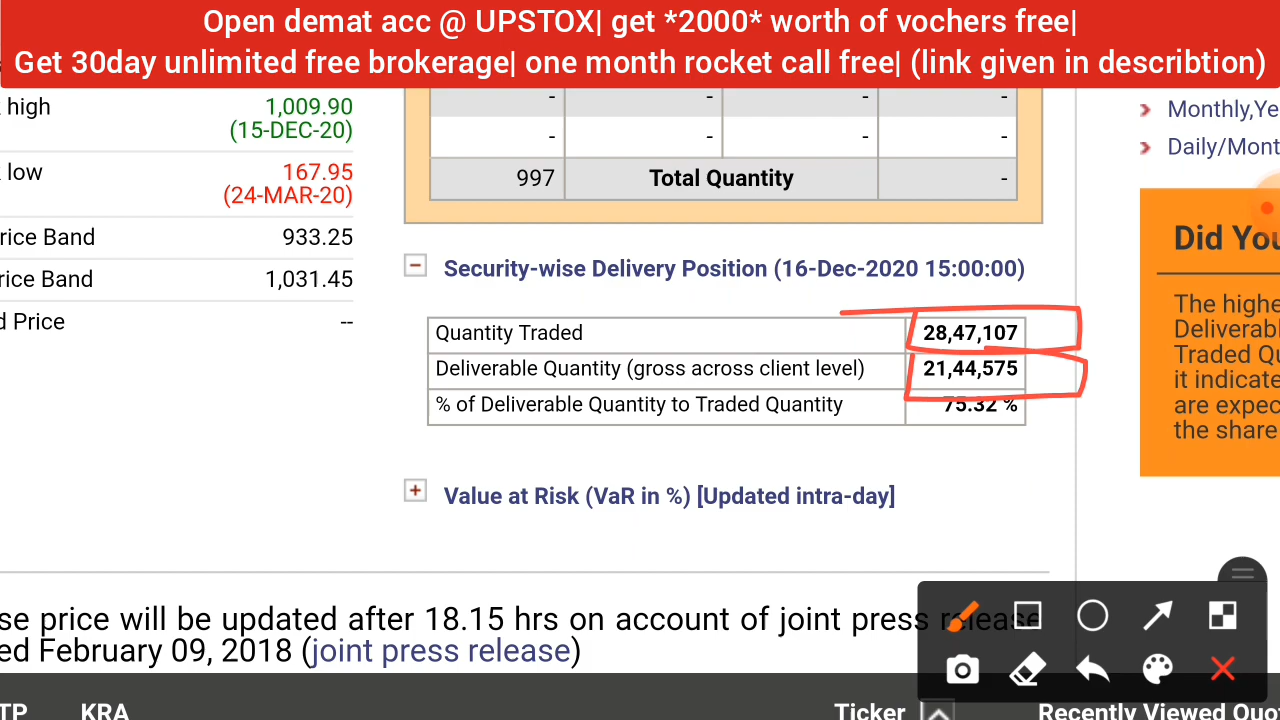 Open demat acc @ UPSTOX| get *2000* worth of vochers free|
Get 30day unlimited free brokerage| one month rocket call free| (link given in describtion)
high 1,009.90
(15-DEC-20)
low 167.95
(24-MAR-20)
rice Band 933.25
rice Band 1,031.45
d Price --
- - - -
- - - -
997 Total Quantity -
Security-wise Delivery Position (16-Dec-2020 15:00:00)
Quantity Traded 28,47,107
Deliverable Quantity (gross across client level) 21,44,575
% of Deliverable Quantity to Traded Quantity 75.32 %
Value at Risk (VaR in %) [Updated intra-day]
Monthly,Ye
Daily/Mont
Did You
The highe
Deliverab
Traded Qu
it indicate
are expec
the share
se price will be updated after 18.15 hrs on account of joint press release
ed February 09, 2018 (joint press release)
TP KRA Ticker Recently Viewed Quo